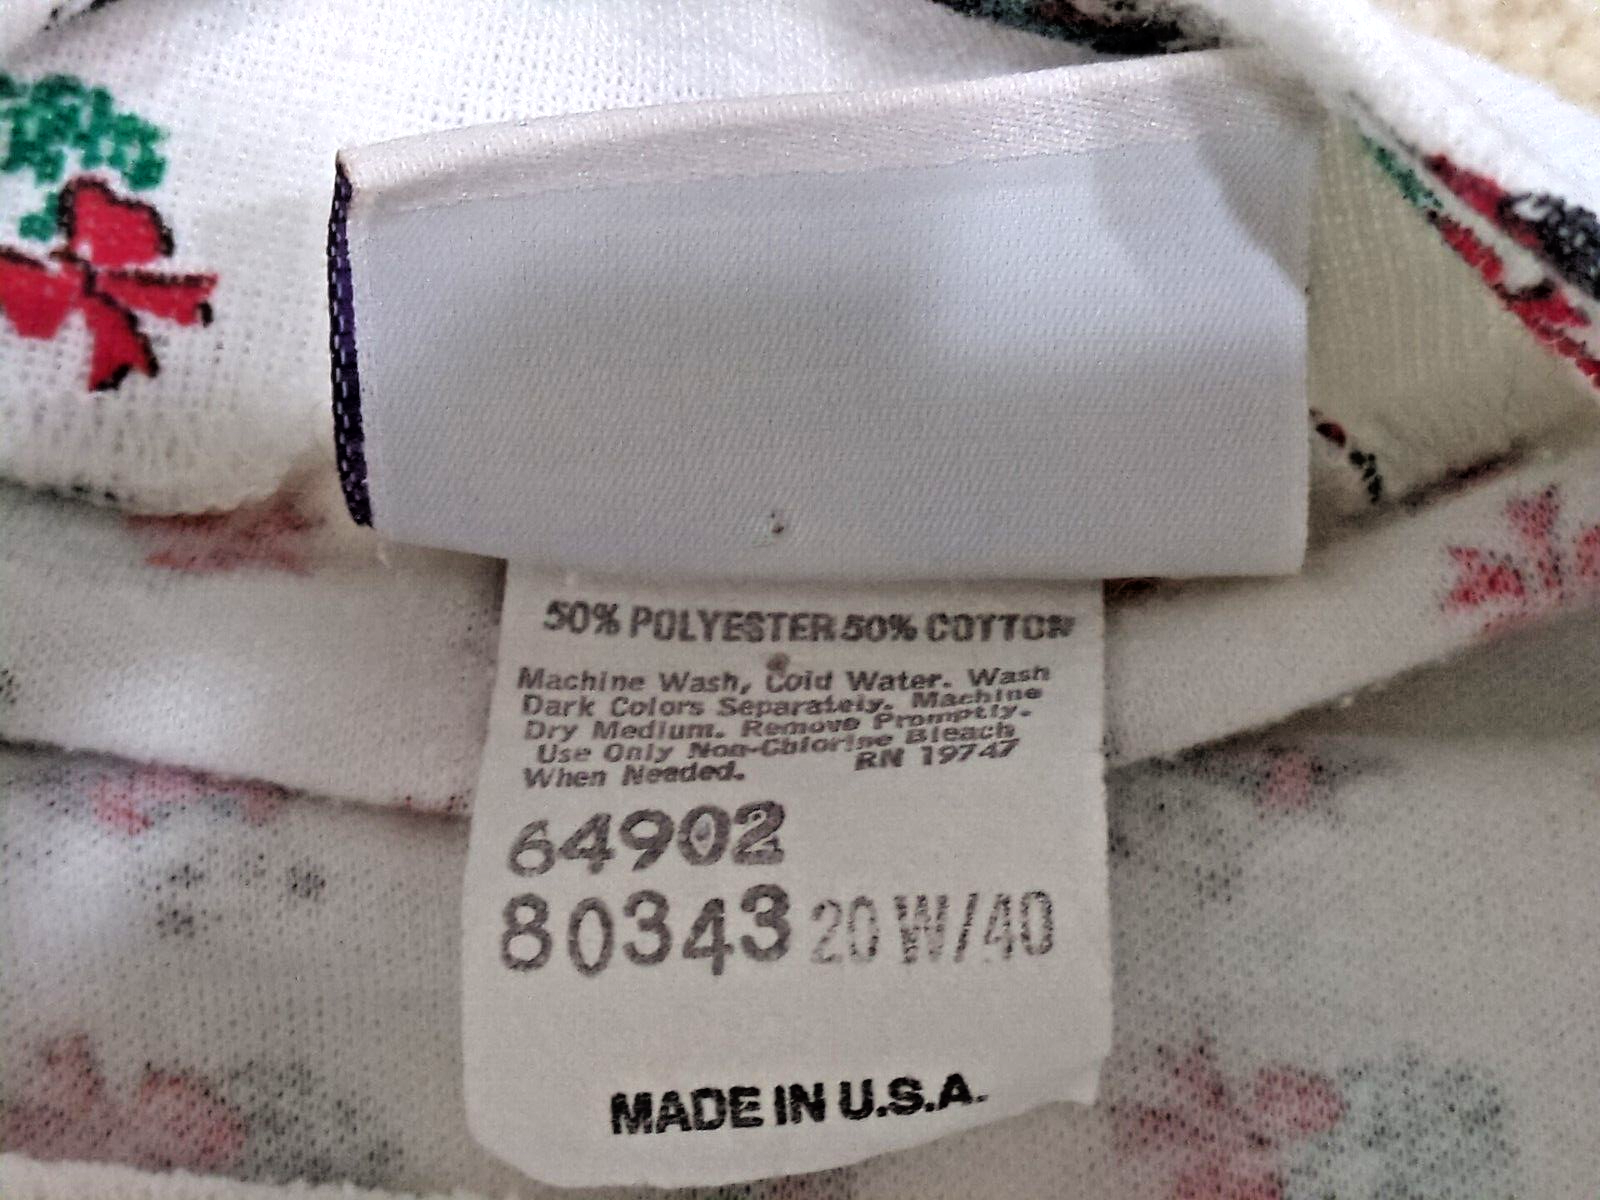 50% POLYESTER 50% COTTON
Machine Wash, Cold Water. Wash
Dark Colors Separately. Machine
Dry Medium. Remove Promptly.
Use Only Non-Chlorine Bleach
When Needed. RN 19747
64902
80343 20 W/40
MADE IN U.S.A.